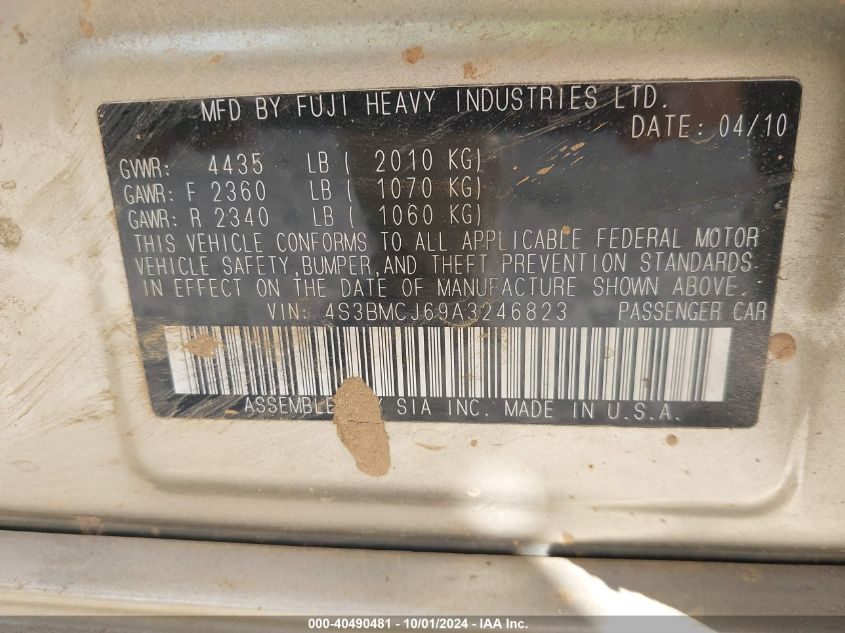 MFD BY FUJI HEAVY INDUSTRIES LTD.
DATE: 04/10
GVWR: 4435 LB ( 2010 KG)
GAWR: F 2360 LB ( 1070 KG)
GAWR: R 2340 LB ( 1060 KG)
THIS VEHICLE CONFORMS TO ALL APPLICABLE FEDERAL MOTOR
VEHICLE SAFETY,BUMPER,AND THEFT PREVENTION STANDARDS
IN EFFECT ON THE DATE OF MANUFACTURE SHOWN ABOVE.
VIN: 4S3BMCJ69A3246823 PASSENGER CAR
ASSEMBLE Y SIA INC. MADE IN U.S.A.
000-40490481 - 10/01/2024 - IAA Inc.